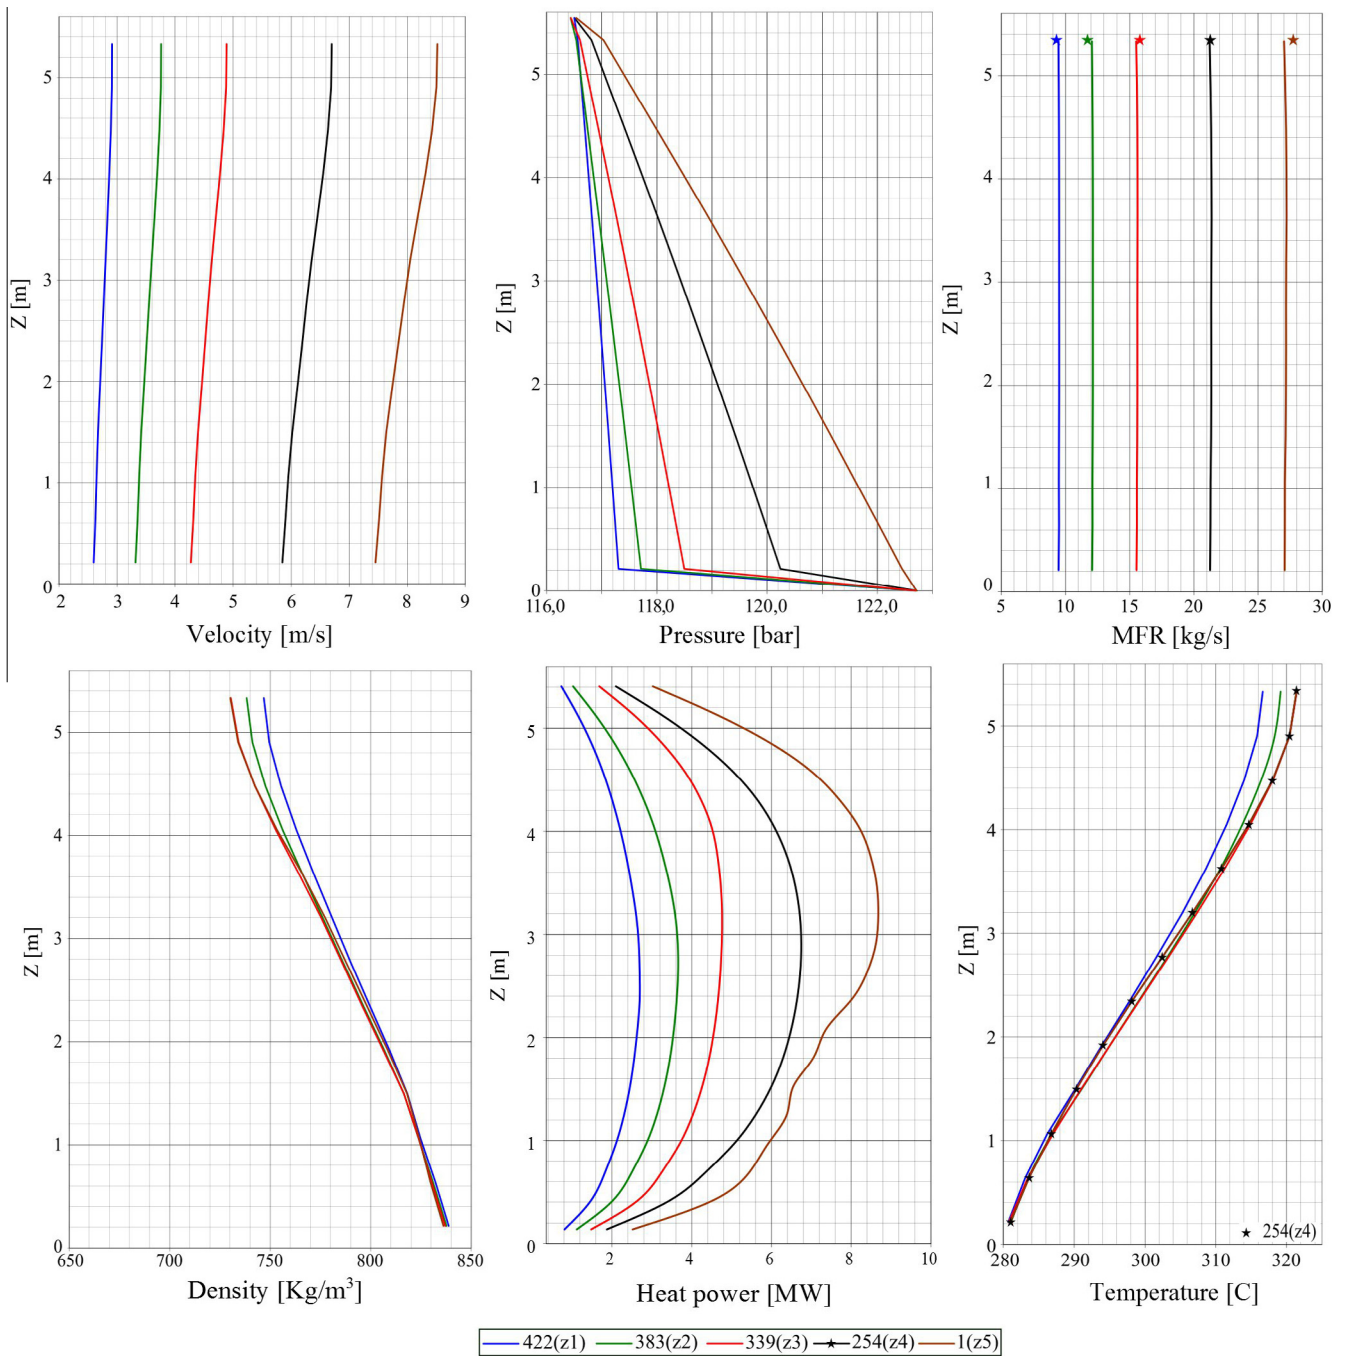 5
4
3
2
1
0
Z [m]
2 3 4 5 6 7 8 9
Velocity [m/s]
5
4
3
2
1
0
Z [m]
116,0 118,0 120,0 122,0
Pressure [bar]
5
4
3
2
1
0
Z [m]
5 10 15 20 25 30
MFR [kg/s]
5
4
3
2
1
0
Z [m]
650 700 750 800 850
Density [Kg/m³]
5
4
3
2
1
0
Z [m]
2 4 6 8 10
Heat power [MW]
5
4
3
2
1
0
Z [m]
254(z4)
280 290 300 310 320
Temperature [C]
422(z1) 383(z2) 339(z3) 254(z4) 1(z5)